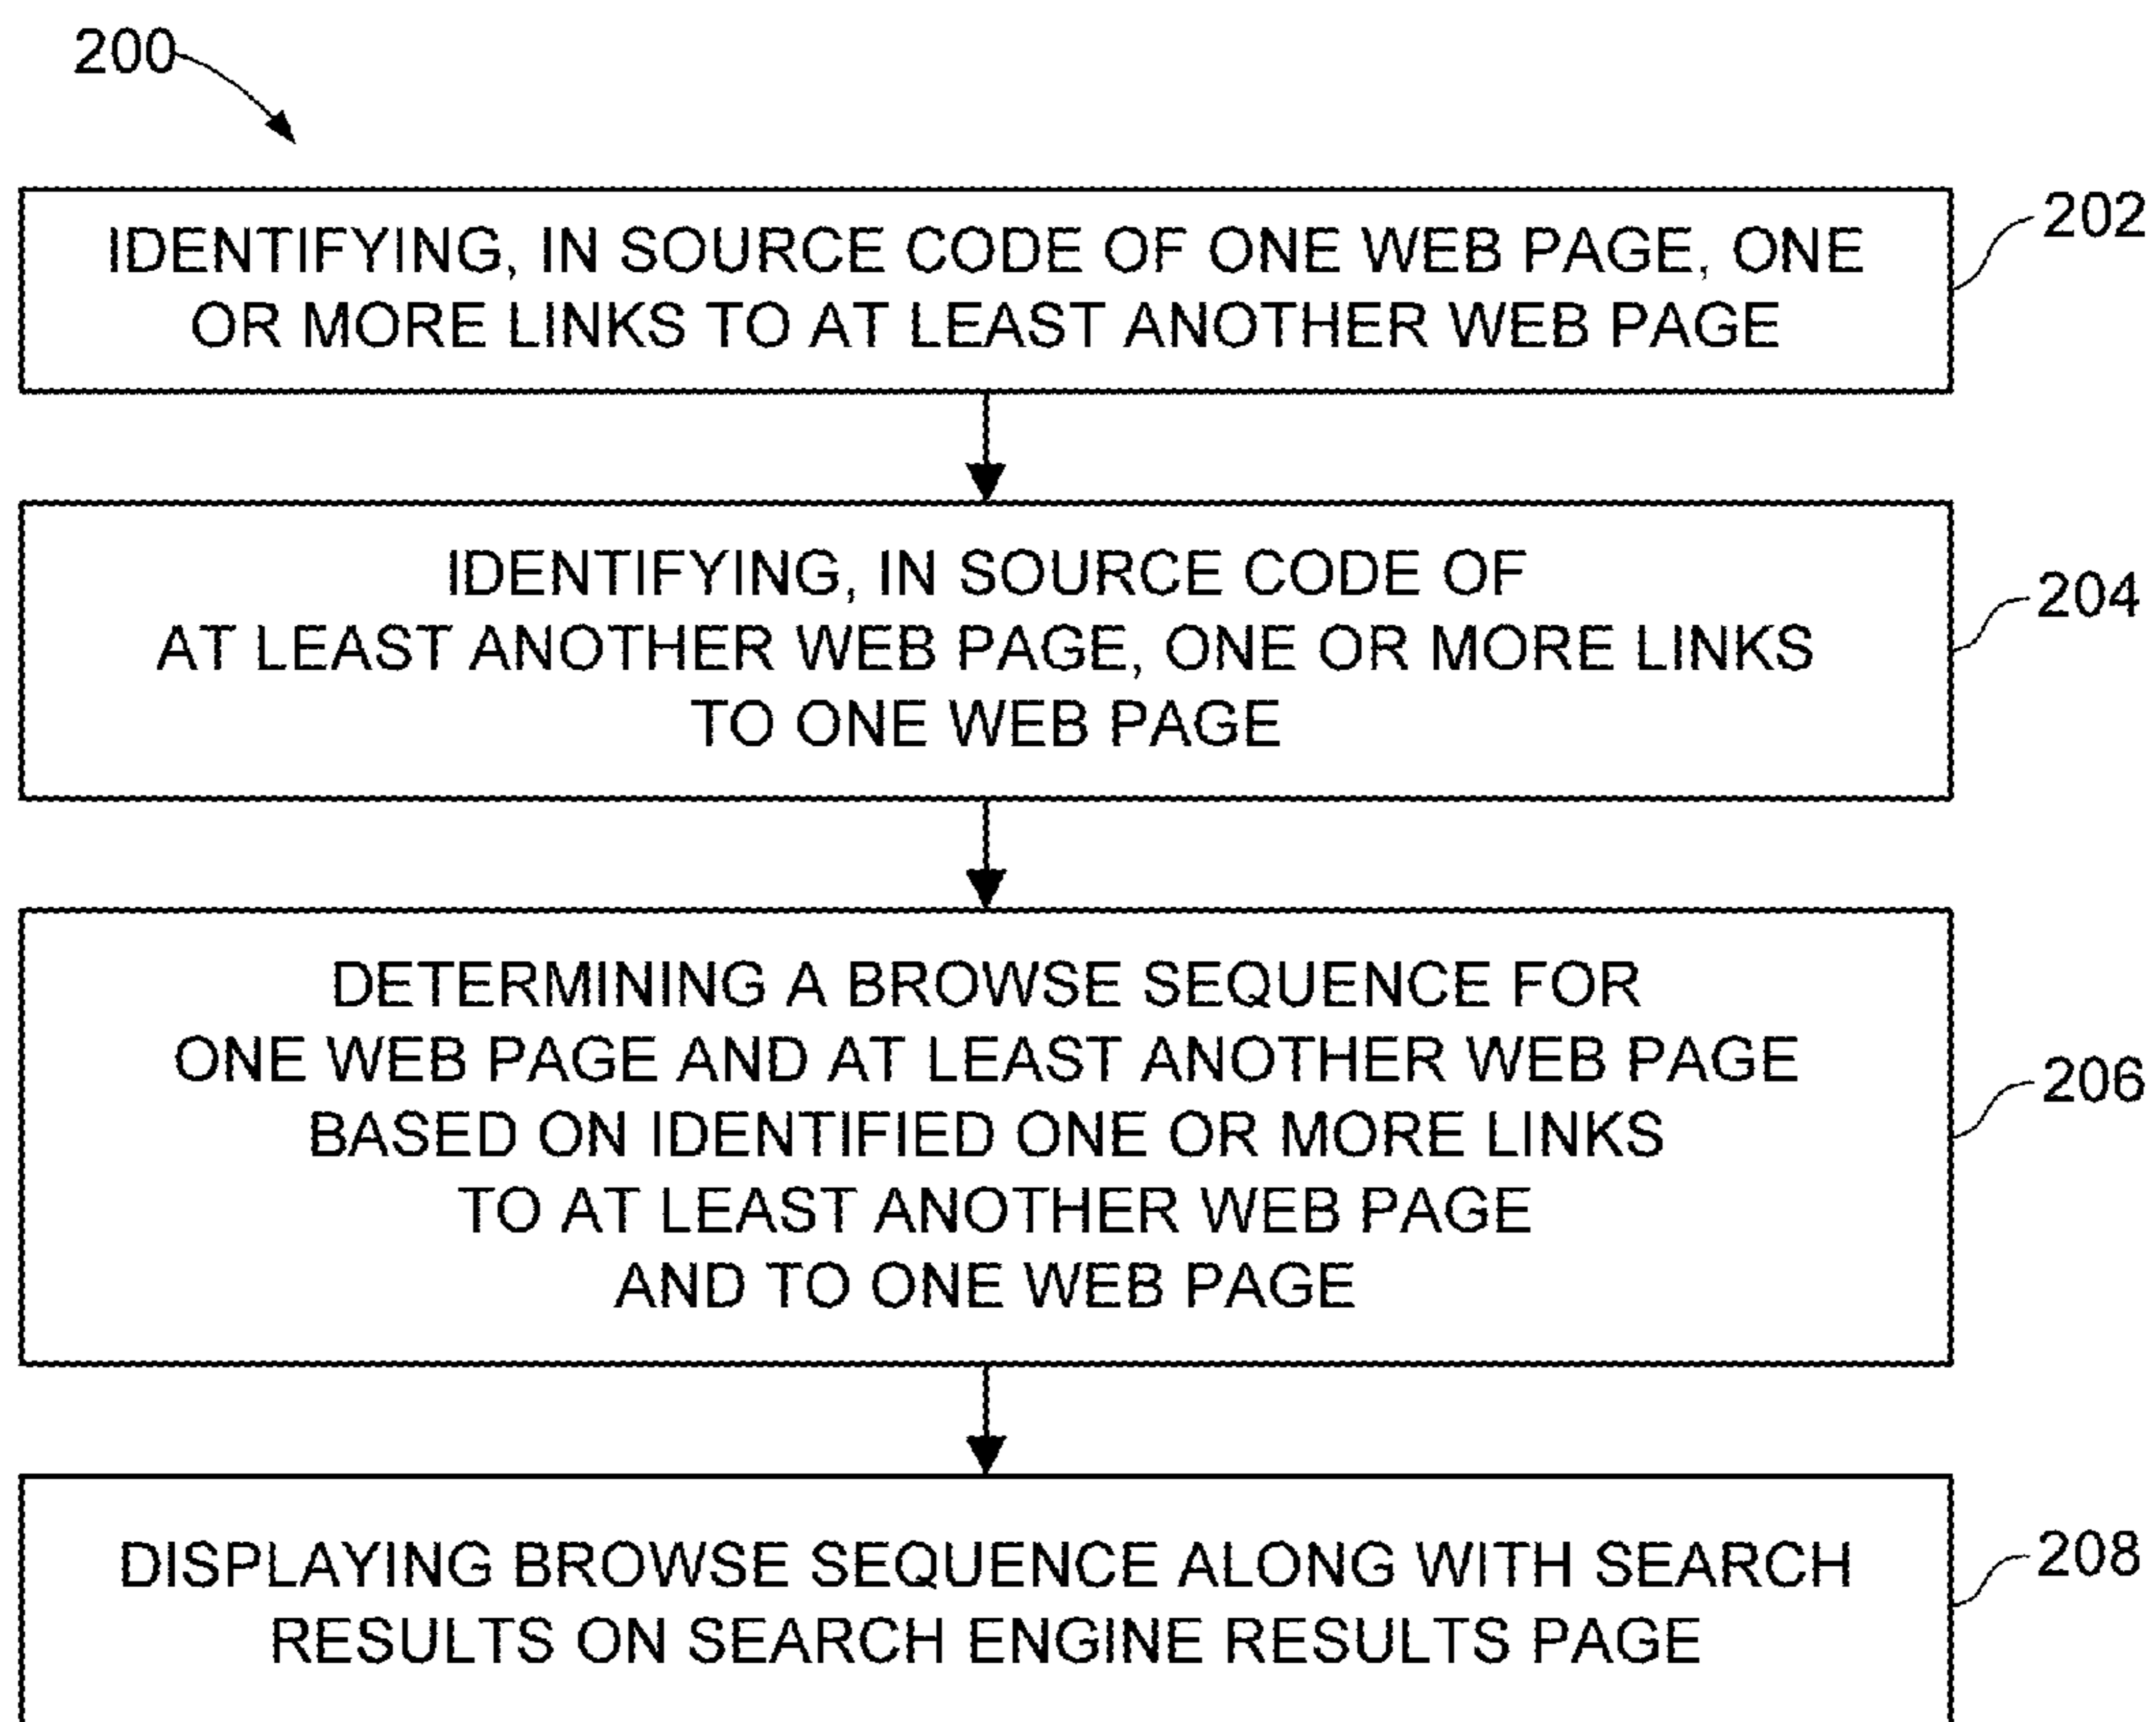 200
IDENTIFYING, IN SOURCE CODE OF ONE WEB PAGE, ONE
OR MORE LINKS TO AT LEAST ANOTHER WEB PAGE
202
IDENTIFYING, IN SOURCE CODE OF
AT LEAST ANOTHER WEB PAGE, ONE OR MORE LINKS
TO ONE WEB PAGE
204
DETERMINING A BROWSE SEQUENCE FOR
ONE WEB PAGE AND AT LEAST ANOTHER WEB PAGE
BASED ON IDENTIFIED ONE OR MORE LINKS
TO AT LEAST ANOTHER WEB PAGE
AND TO ONE WEB PAGE
206
DISPLAYING BROWSE SEQUENCE ALONG WITH SEARCH
RESULTS ON SEARCH ENGINE RESULTS PAGE
208